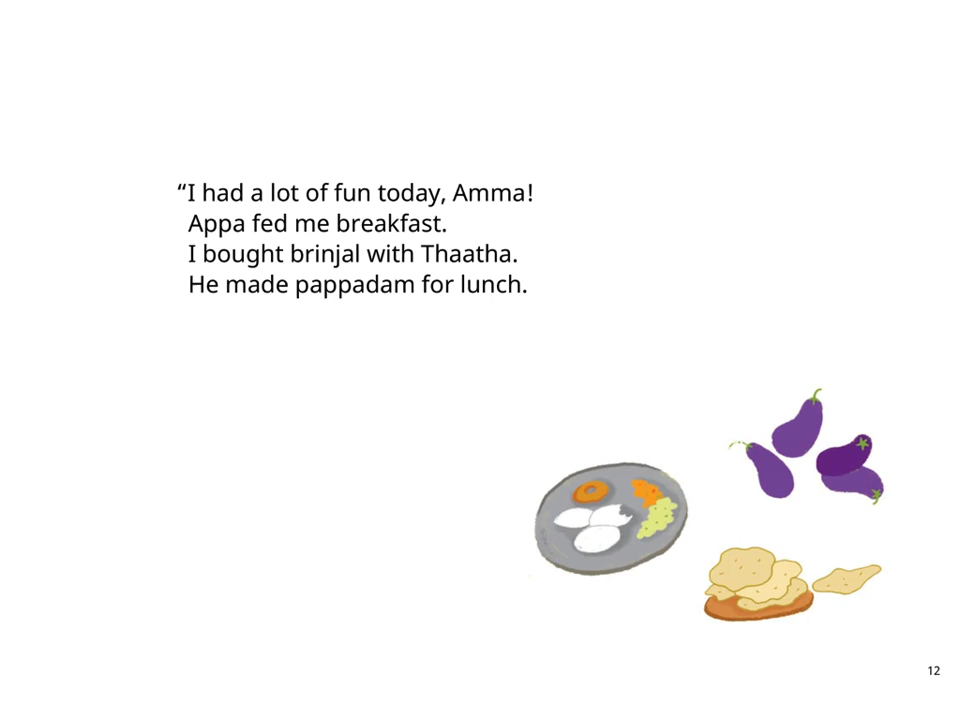 “I had a lot of fun today, Amma!
Appa fed me breakfast.
I bought brinjal with Thaatha.
He made pappadam for lunch.
12